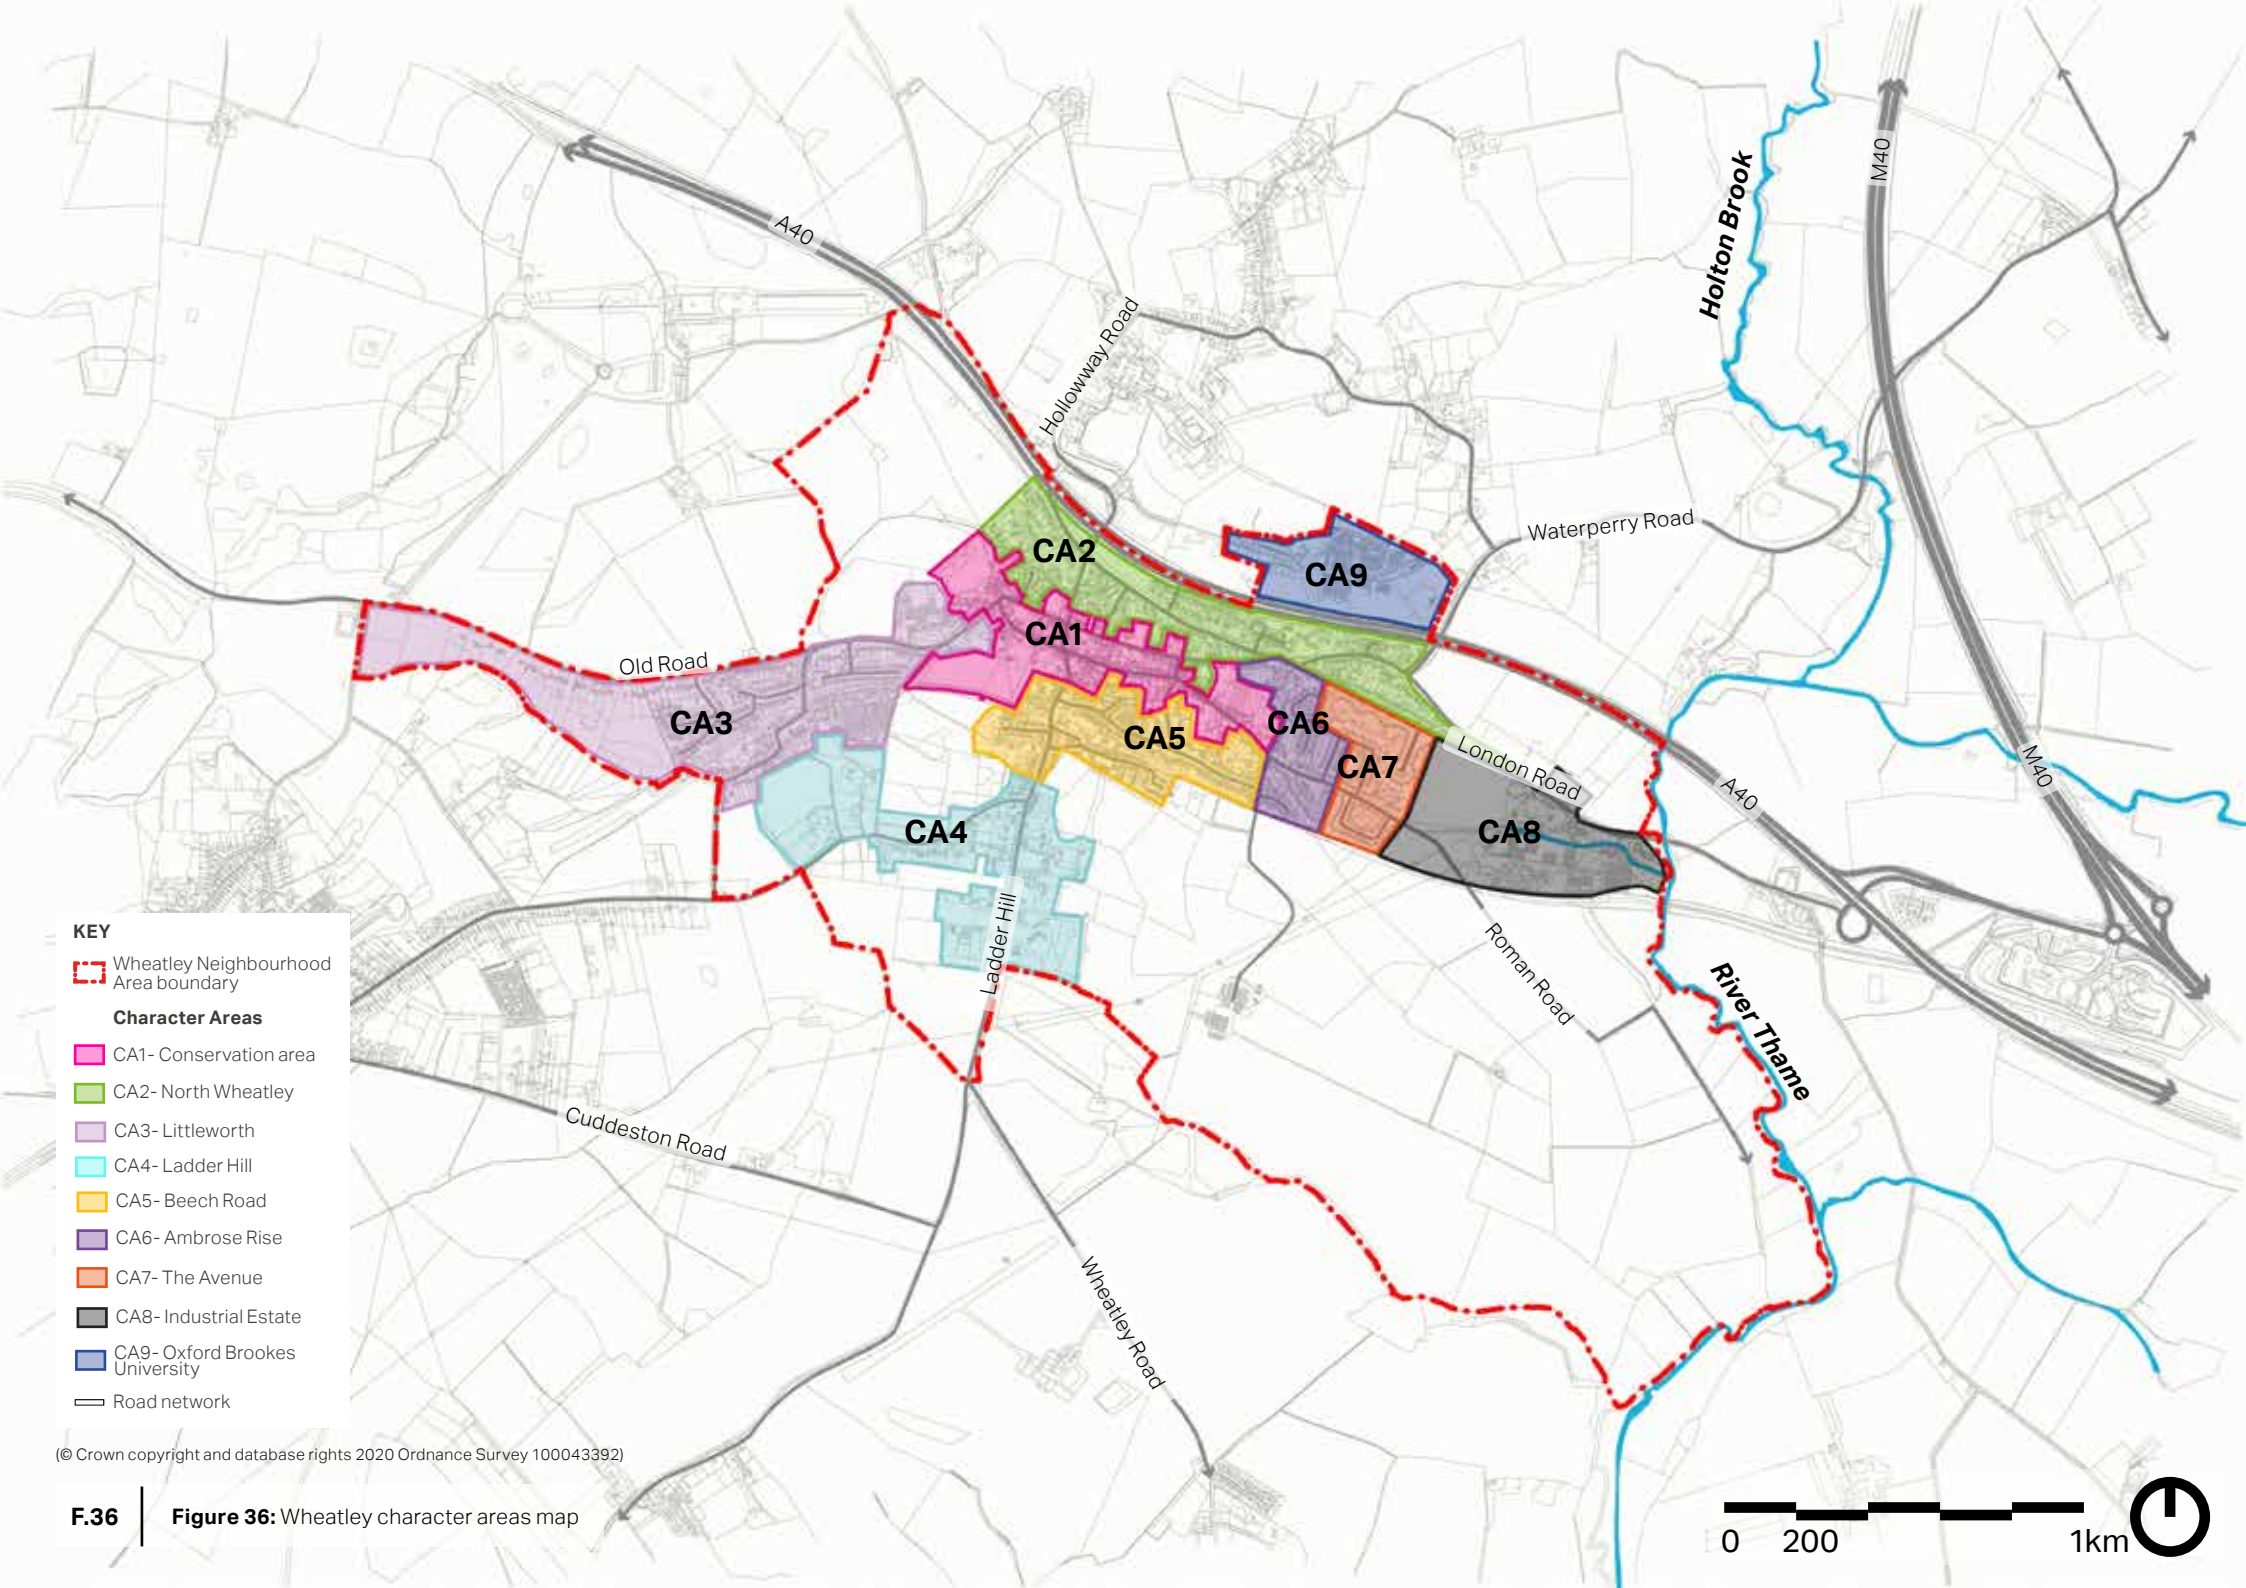 A40
M40
Holton Brook
Hollowway Road
Waterperry Road
CA2
CA9
CA1
Old Road
CA3
CA6
CA5
CA7
London Road
M40
A40
CA4
CA8
Ladder Hill
Roman Road
River Thame
Cuddeston Road
Wheatley Road
KEY
Wheatley Neighbourhood
Area boundary
Character Areas
CA1- Conservation area
CA2- North Wheatley
CA3- Littleworth
CA4- Ladder Hill
CA5- Beech Road
CA6- Ambrose Rise
CA7- The Avenue
CA8- Industrial Estate
CA9- Oxford Brookes
University
Road network
(© Crown copyright and database rights 2020 Ordnance Survey 100043392)
F.36
Figure 36: Wheatley character areas map
0 200 1km